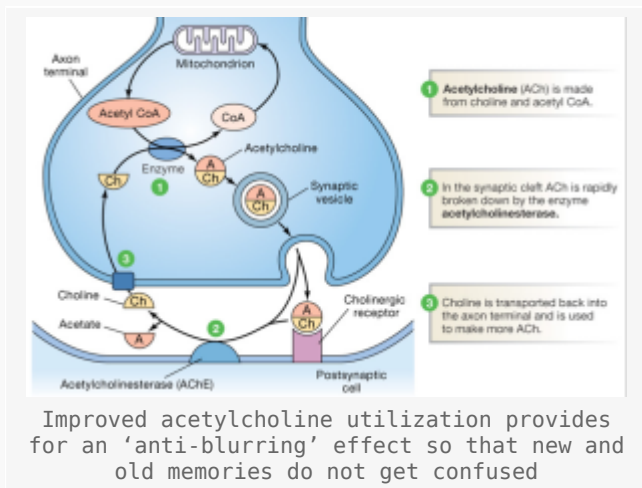 Axon
terminal
Mitochondrion
Acetyl CoA
CoA
Acetylcholine
A
Ch
Enzyme
Ch
1
A
Ch
Synaptic
vesicle
3
Choline
Ch
Acetate
A
2
A
Ch
Cholinergic
receptor
Acetylcholinesterase (AChE)
Postsynaptic
cell
1 Acetylcholine (ACh) is made
from choline and acetyl CoA.
2 In the synaptic cleft ACh is rapidly
broken down by the enzyme
acetylcholinesterase.
3 Choline is transported back into
the axon terminal and is used
to make more ACh.
Improved acetylcholine utilization provides
for an ‘anti-blurring’ effect so that new and
old memories do not get confused